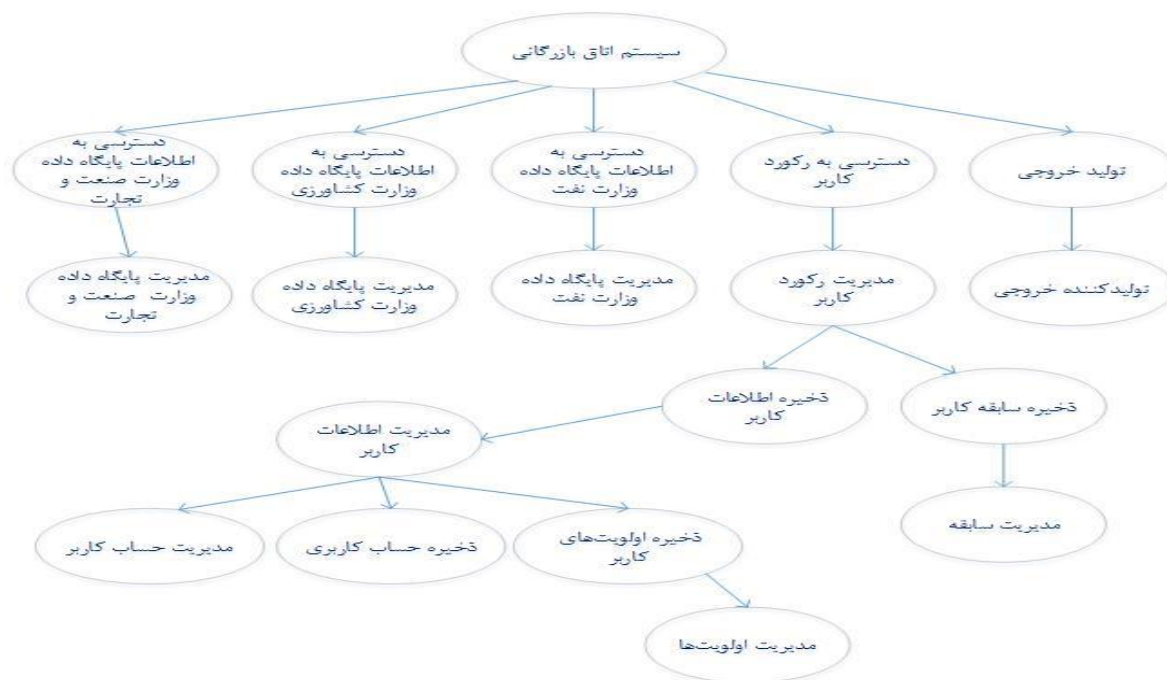 سیستم اتاق بازرگانی
تولید خروجی
دسترسی به رکورد
کاربر
دسترسی به
اطلاعات پایگاه داده
وزارت نفت
دسترسی به
اطلاعات پایگاه داده
وزارت کشاورزی
دسترسی به
اطلاعات پایگاه داده
وزارت صنعت و
تجارت
تولیدکننده خروجی
مدیریت رکورد
کاربر
مدیریت پایگاه داده
وزارت نفت
مدیریت پایگاه داده
وزارت کشاورزی
مدیریت پایگاه داده
وزارت صنعت و
تجارت
ذخیره سابقه کاربر
ذخیره اطلاعات
کاربر
مدیریت اطلاعات
کاربر
مدیریت سابقه
ذخیره اولویت‌های
کاربر
ذخیره حساب کاربری
مدیریت حساب کاربر
مدیریت اولویت‌ها